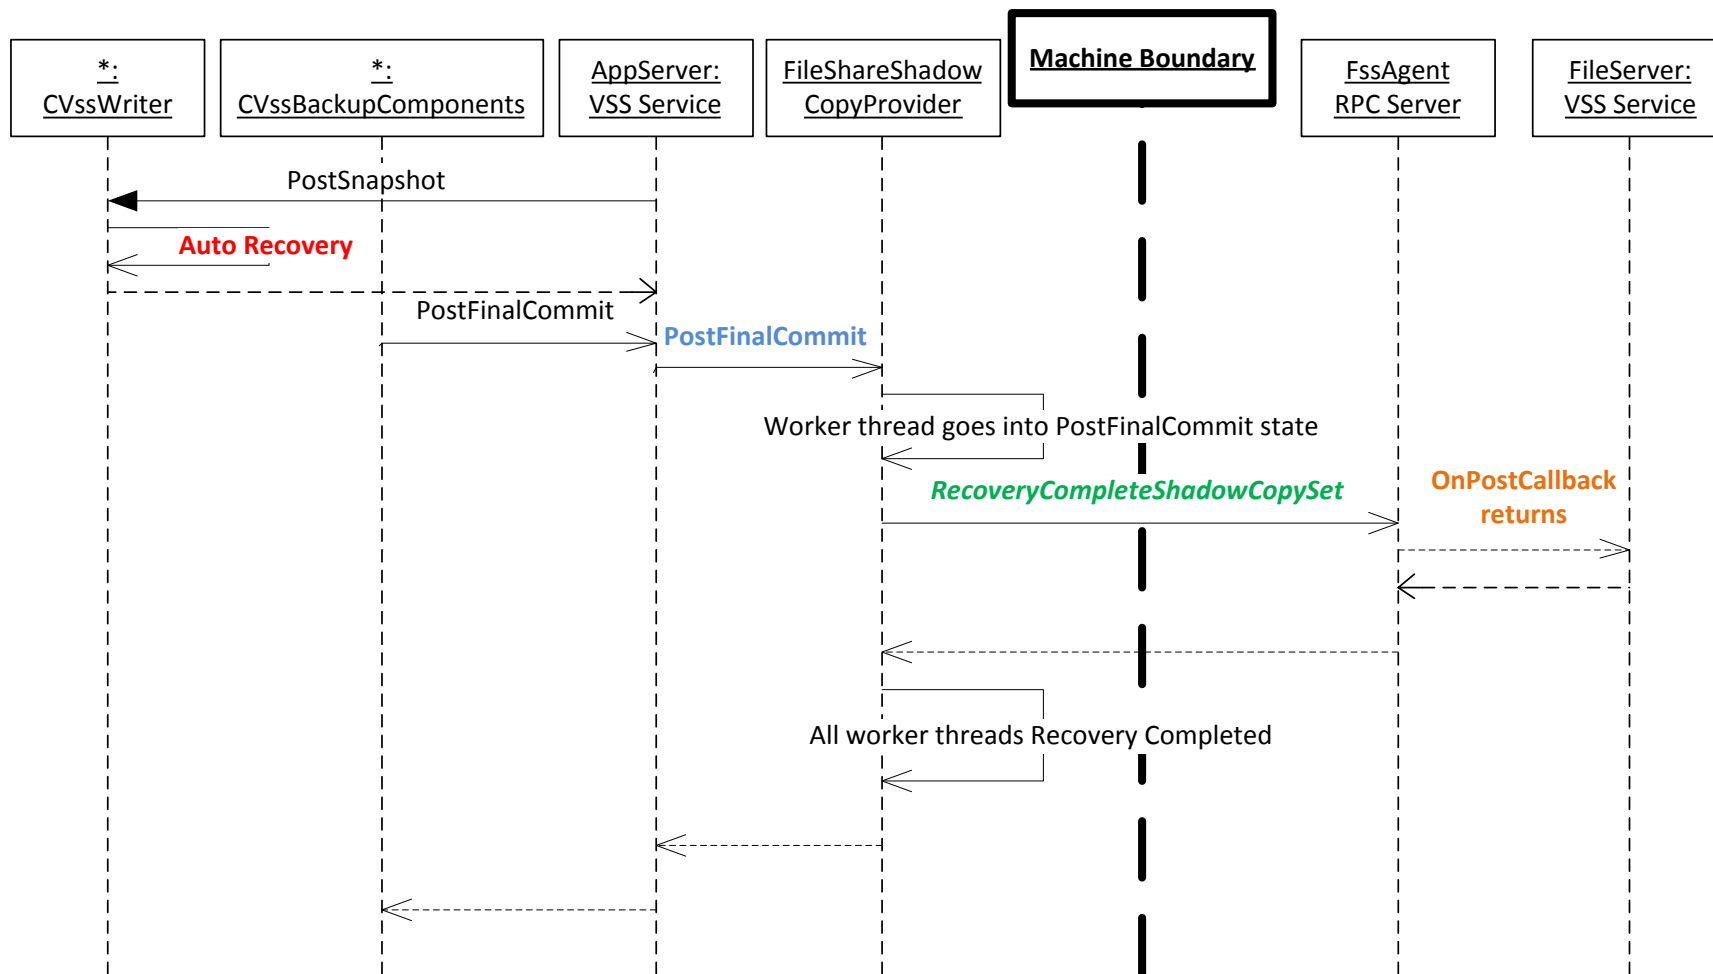 *:
CVssWriter
*:
CVssBackupComponents
AppServer:
VSS Service
FileShareShadow
CopyProvider
Machine Boundary
FssAgent
RPC Server
FileServer:
VSS Service
PostSnapshot
Auto Recovery
PostFinalCommit
PostFinalCommit
Worker thread goes into PostFinalCommit state
RecoveryCompleteShadowCopySet
OnPostCallback
returns
All worker threads Recovery Completed